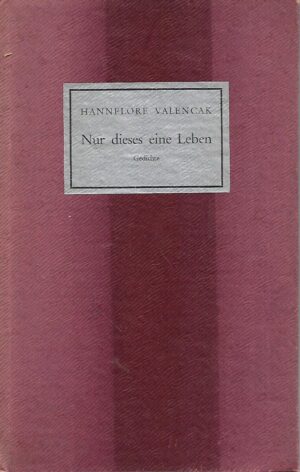 HANNELORE VALENCAK
Nur dieses eine Leben
Gedichte